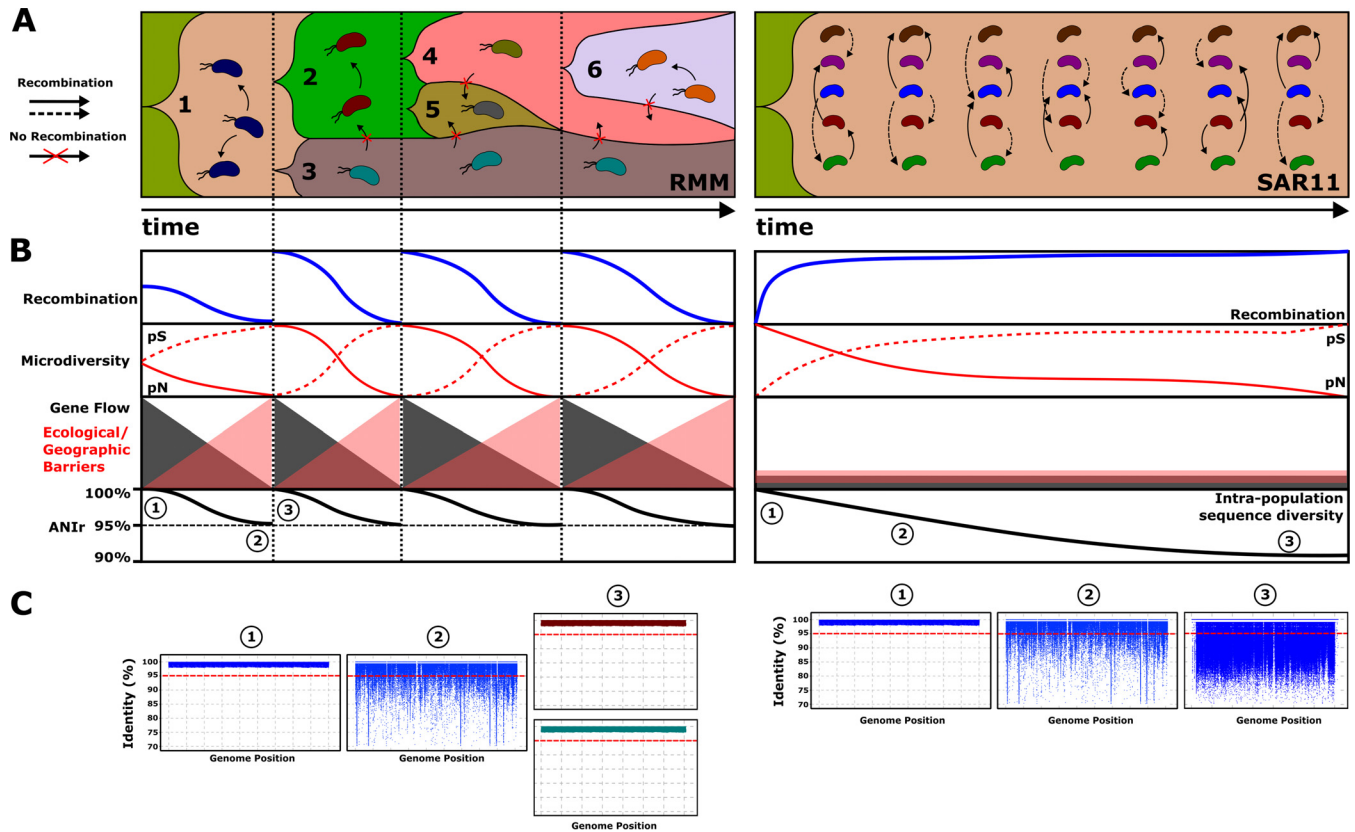 A
Recombination
No Recombination
1
2
3
4
5
6
RMM
SAR11
time
time
B
Recombination
Recombination
pS
Microdiversity
pN
pS
pN
Gene Flow
Ecological/
Geographic
Barriers
100%
ANIr
95%
90%
1
2
3
Intra-population
sequence diversity
1
2
3
C
1
2
3
Identity (%)
100
95
90
85
80
75
70
Genome Position
Genome Position
Genome Position
1
2
3
Identity (%)
100
95
90
85
80
75
70
Genome Position
Genome Position
Genome Position